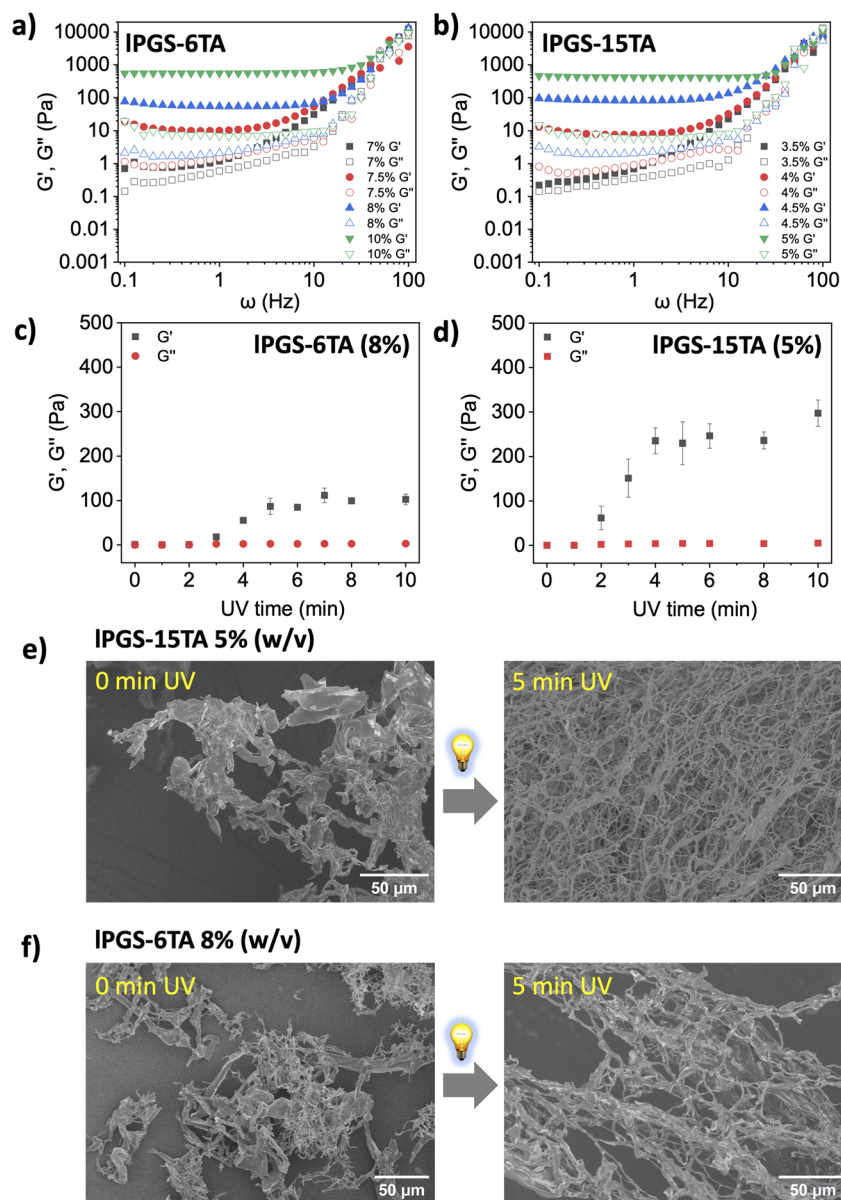 a)
lPGS-6TA
10000
1000
100
10
1
0.1
0.01
0.001
G', G'' (Pa)
7% G'
7% G''
7.5% G'
7.5% G''
8% G'
8% G''
10% G'
10% G''
0.1
1
10
100
ω (Hz)
b)
lPGS-15TA
10000
1000
100
10
1
0.1
0.01
0.001
G', G'' (Pa)
3.5% G'
3.5% G''
4% G'
4% G''
4.5% G'
4.5% G''
5% G'
5% G''
0.1
1
10
100
ω (Hz)
c)
500
400
300
200
100
0
G', G'' (Pa)
G'
G''
lPGS-6TA (8%)
0 2 4 6 8 10
UV time (min)
d)
500
400
300
200
100
0
G', G'' (Pa)
G'
G''
lPGS-15TA (5%)
0 2 4 6 8 10
UV time (min)
e)
lPGS-15TA 5% (w/v)
0 min UV
50 µm
5 min UV
50 µm
f)
lPGS-6TA 8% (w/v)
0 min UV
50 µm
5 min UV
50 µm